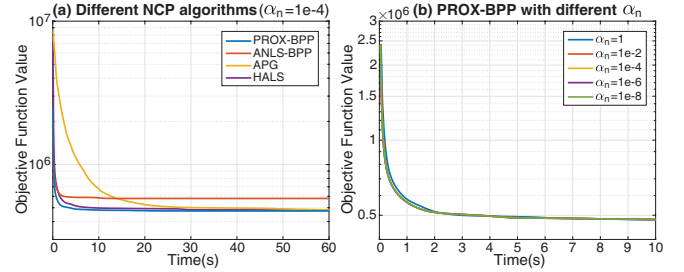 (a) Different NCP algorithms (αn=1e-4)
10^7
10^6
Objective Function Value
PROX-BPP
ANLS-BPP
APG
HALS
0 10 20 30 40 50 60
Time(s)
(b) PROX-BPP with different αn
×10^6
2.5
2
1.5
1
0.5
Objective Function Value
αn=1
αn=1e-2
αn=1e-4
αn=1e-6
αn=1e-8
0 1 2 3 4 5 6 7 8 9 10
Time(s)